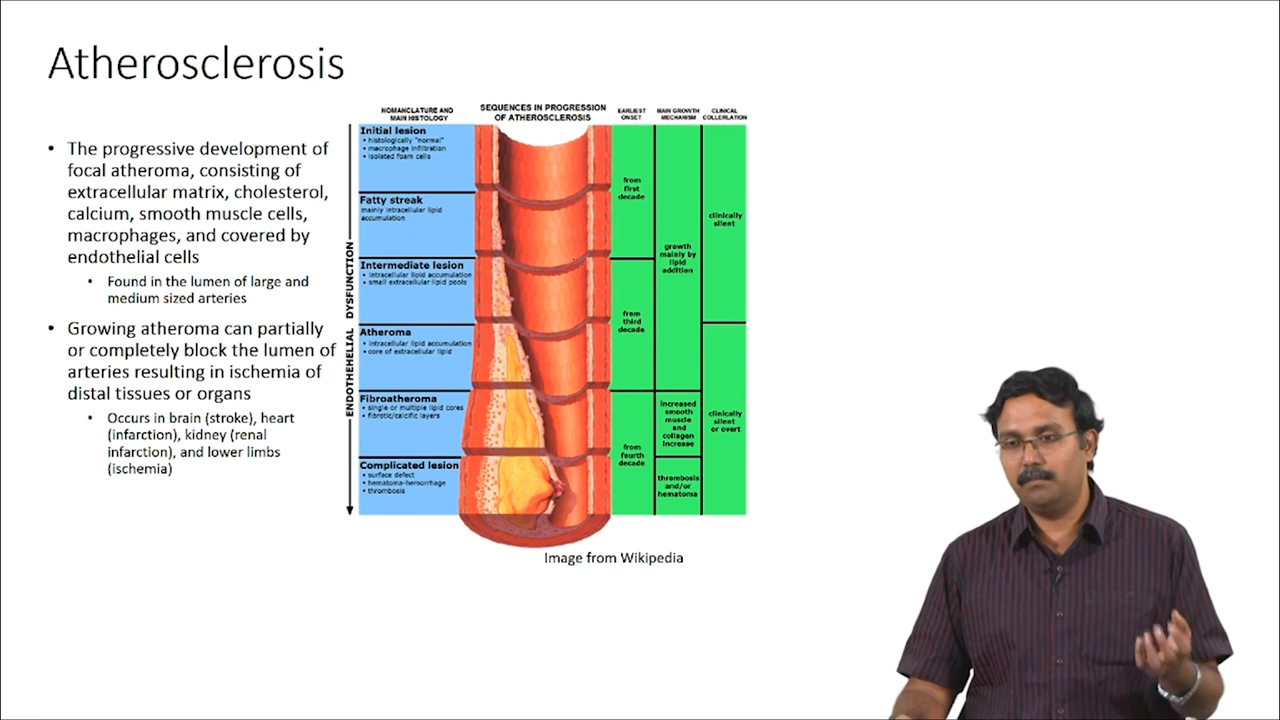 Atherosclerosis
• The progressive development of
focal atheroma, consisting of
extracellular matrix, cholesterol,
calcium, smooth muscle cells,
macrophages, and covered by
endothelial cells
• Found in the lumen of large and
medium sized arteries
• Growing atheroma can partially
or completely block the lumen of
arteries resulting in ischemia of
distal tissues or organs
• Occurs in brain (stroke), heart
(infarction), kidney (renal
infarction), and lower limbs
(ischemia)
NOMANCLATURE AND
MAIN HISTOLOGY
SEQUENCES IN PROGRESSION
OF ATHEROSCLEROSIS
EARLIEST
ONSET
MAIN GROWTH
MECHANISM
CLINICAL
COLLERLATION
ENDOTHEHELIAL DYSFUNCTION
Initial lesion
• histologically "normal"
• macrophage infiltration
• isolated foam cells
Fatty streak
mainly intracellular lipid
accumulation
Intermediate lesion
• intracellular lipid accumulation
• small extracellular lipid pools
Atheroma
• intracellular lipid accumulation
• core of extracellular lipid
Fibroatheroma
• single or multiple lipid cores
• fibrotic/calcific layers
Complicated lesion
• surface defect
• hematoma-hemorrhage
• thrombosis
from
first
decade
from
third
decade
from
fourth
decade
growth
mainly by
lipid
addition
increased
smooth
muscle
and
collagen
increase
thrombosis
and/or
hematoma
clinically
silent
clinically
silent
or overt
Image from Wikipedia